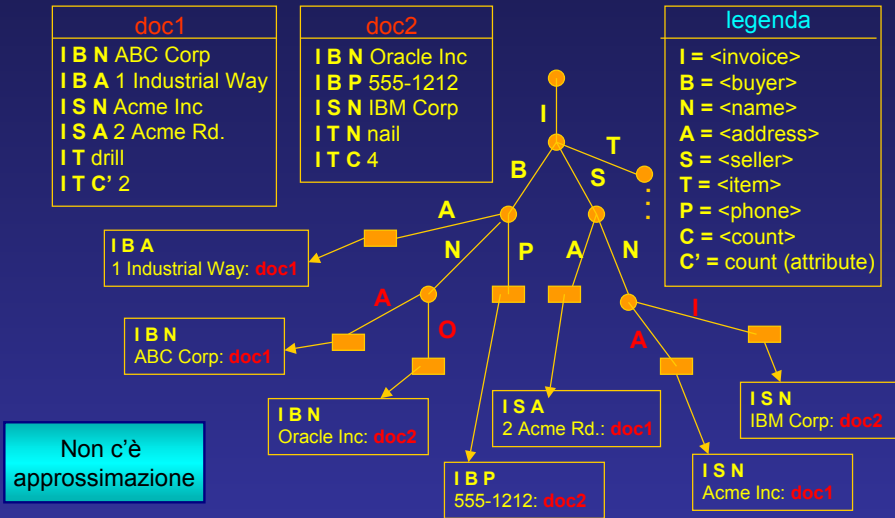 doc1
I B N ABC Corp
I B A 1 Industrial Way
I S N Acme Inc
I S A 2 Acme Rd.
I T drill
I T C' 2
doc2
I B N Oracle Inc
I B P 555-1212
I S N IBM Corp
I T N nail
I T C 4
legenda
I = <invoice>
B = <buyer>
N = <name>
A = <address>
S = <seller>
T = <item>
P = <phone>
C = <count>
C' = count (attribute)
I
B
S
T
A
N
P
A
N
A
O
A
I
I B A
1 Industrial Way: doc1
I B N
ABC Corp: doc1
I B N
Oracle Inc: doc2
I B P
555-1212: doc2
I S A
2 Acme Rd.: doc1
I S N
Acme Inc: doc1
I S N
IBM Corp: doc2
Non c'è
approssimazione